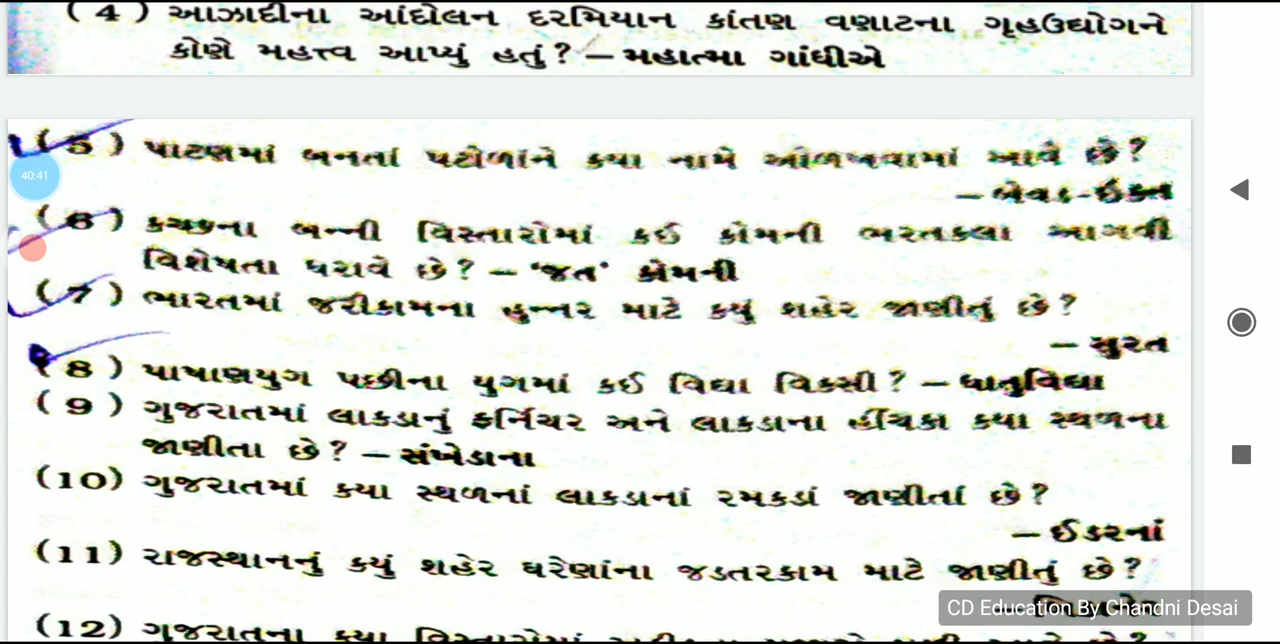 (4) આઝાદીના આંદોલન દરમિયાન કાંતણ વણાટના ગૃહઉદ્યોગને
કોણે મહત્ત્વ આપ્યું હતું? – મહાત્મા ગાંધીએ
(5) પાટણમાં બનતાં પટોળાંને ક્યા નામે ઓળખવામાં આવે છે?
– બેવડ-ઈક્ત
40:41
(6) કચ્છના બન્ની વિસ્તારોમાં કઈ કોમની ભરતકલા આગવી
વિશેષતા ધરાવે છે? – 'જત' કોમની
(7) ભારતમાં જરીકામના હુન્નર માટે ક્યું શહેર જાણીતું છે?
– સુરત
(8) પાષાણયુગ પછીના યુગમાં કઈ વિદ્યા વિકસી? – ધાતુવિદ્યા
(9) ગુજરાતમાં લાકડાનું ફર્નિચર અને લાકડાના હીંચકા ક્યા સ્થળના
જાણીતા છે? – સંખેડાના
(10) ગુજરાતમાં ક્યા સ્થળનાં લાકડાનાં રમકડાં જાણીતાં છે?
– ઈડરનાં
(11) રાજસ્થાનનું ક્યું શહેર ઘરેણાંના જડતરકામ માટે જાણીતું છે?
CD Education By Chandni Desai
(12) ગુજરાતના ક્યા વિસ્તારોમાં